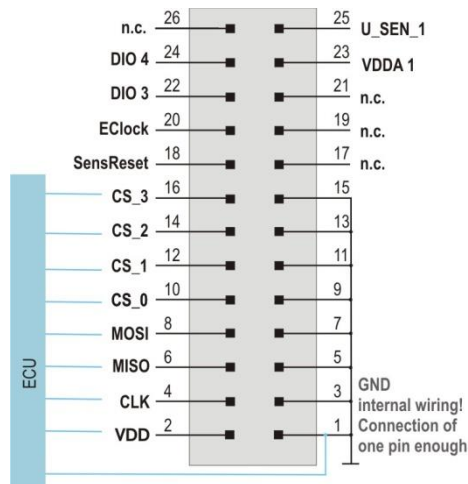 n.c. 26 25 U_SEN_1
DIO 4 24 23 VDDA 1
DIO 3 22 21 n.c.
EClock 20 19 n.c.
SensReset 18 17 n.c.
CS_3 16 15
CS_2 14 13
CS_1 12 11
CS_0 10 9
MOSI 8 7
MISO 6 5
CLK 4 3
VDD 2 1
GND
internal wiring!
Connection of
one pin enough
ECU